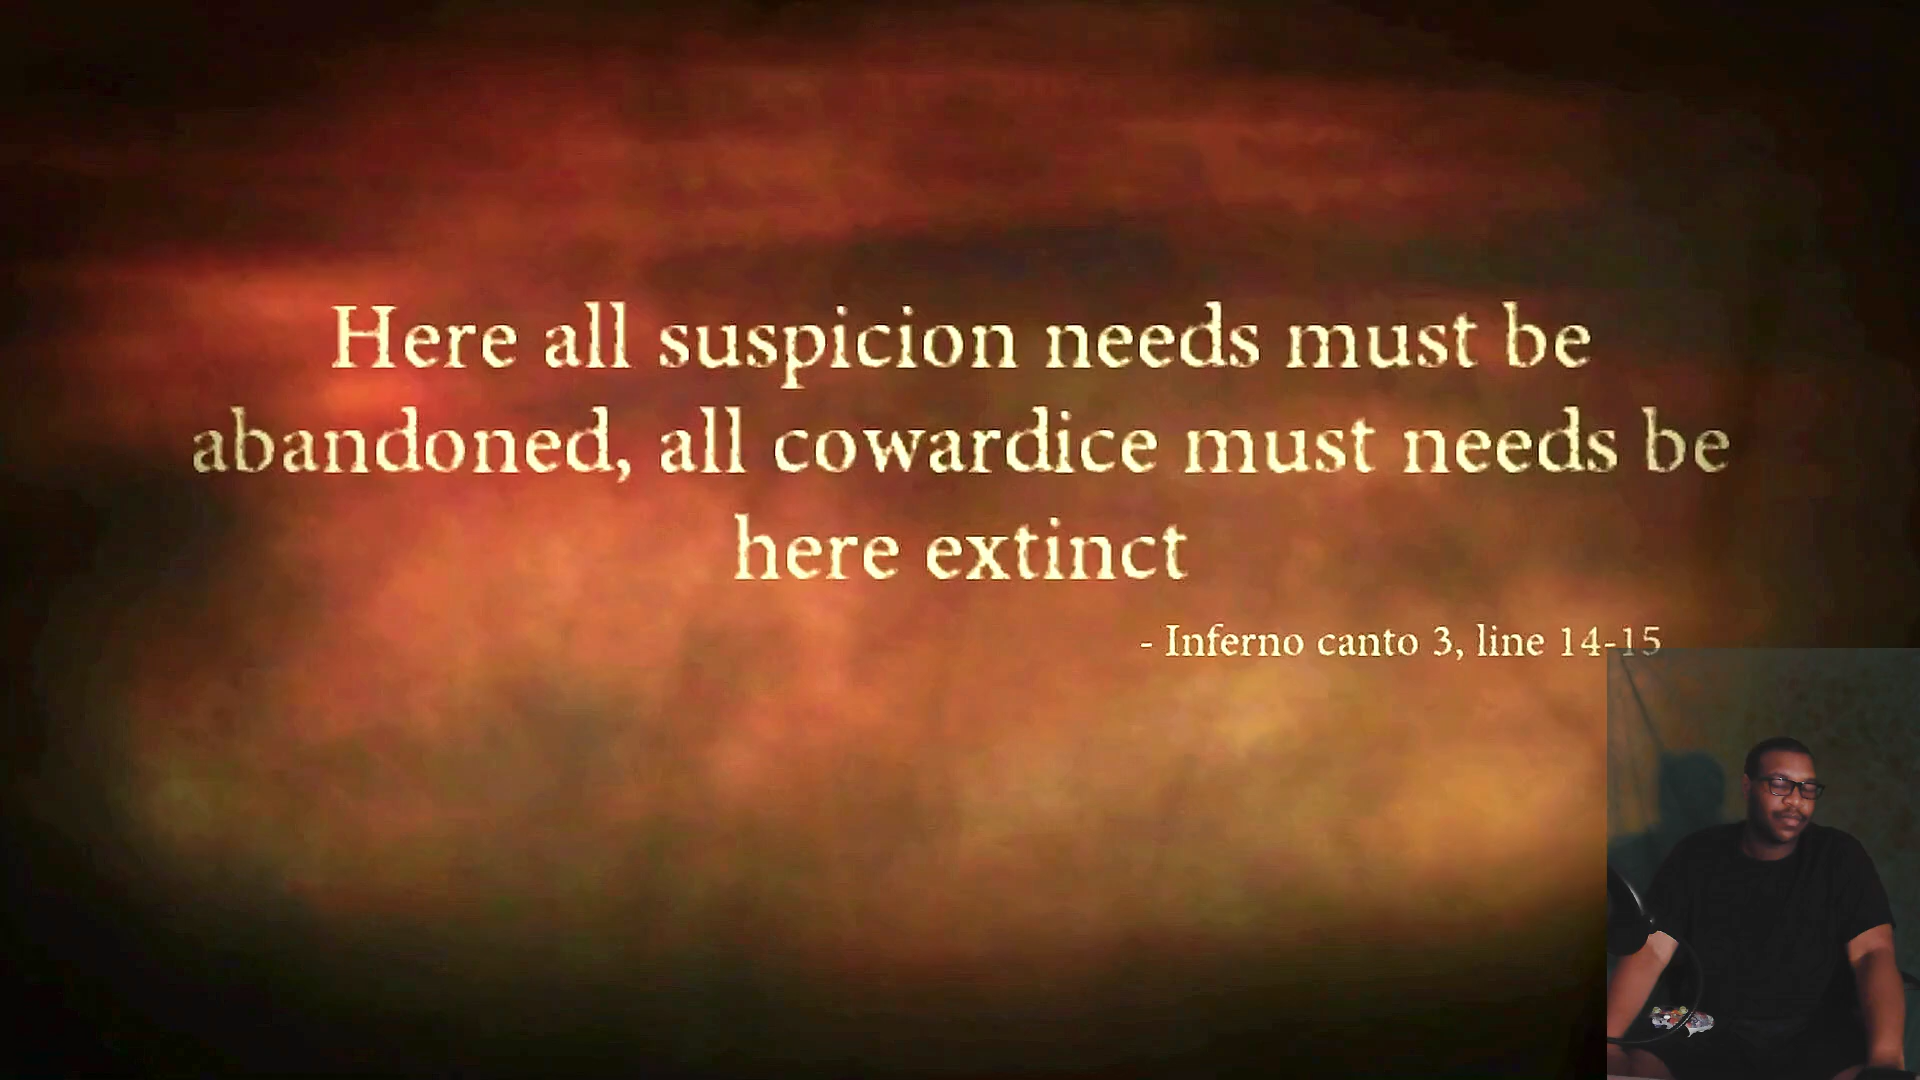 Here all suspicion needs must be
abandoned, all cowardice must needs be
here extinct
- Inferno canto 3, line 14-15